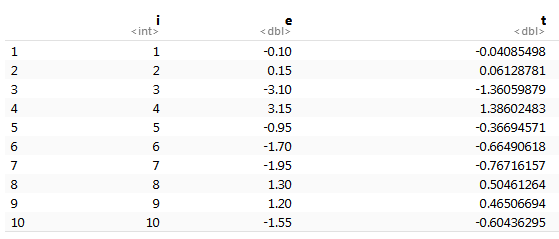 i e t
<int> <dbl> <dbl>
1 1 -0.10 -0.04085498
2 2 0.15 0.06128781
3 3 -3.10 -1.36059879
4 4 3.15 1.38602483
5 5 -0.95 -0.36694571
6 6 -1.70 -0.66490618
7 7 -1.95 -0.76716157
8 8 1.30 0.50461264
9 9 1.20 0.46506694
10 10 -1.55 -0.60436295